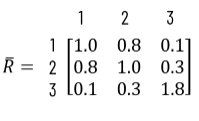 1 2 3
1 [1.0 0.8 0.1]
R̄ = 2 |0.8 1.0 0.3|
3 [0.1 0.3 1.8]